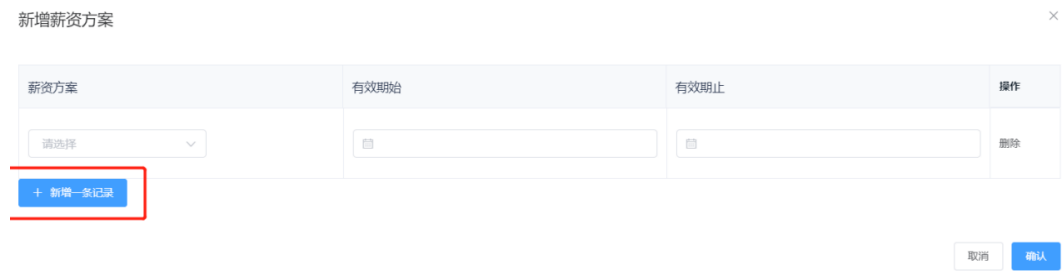 新增薪资方案
薪资方案 有效期始 有效期止 操作
请选择 删除
+ 新增一条记录
取消 确认